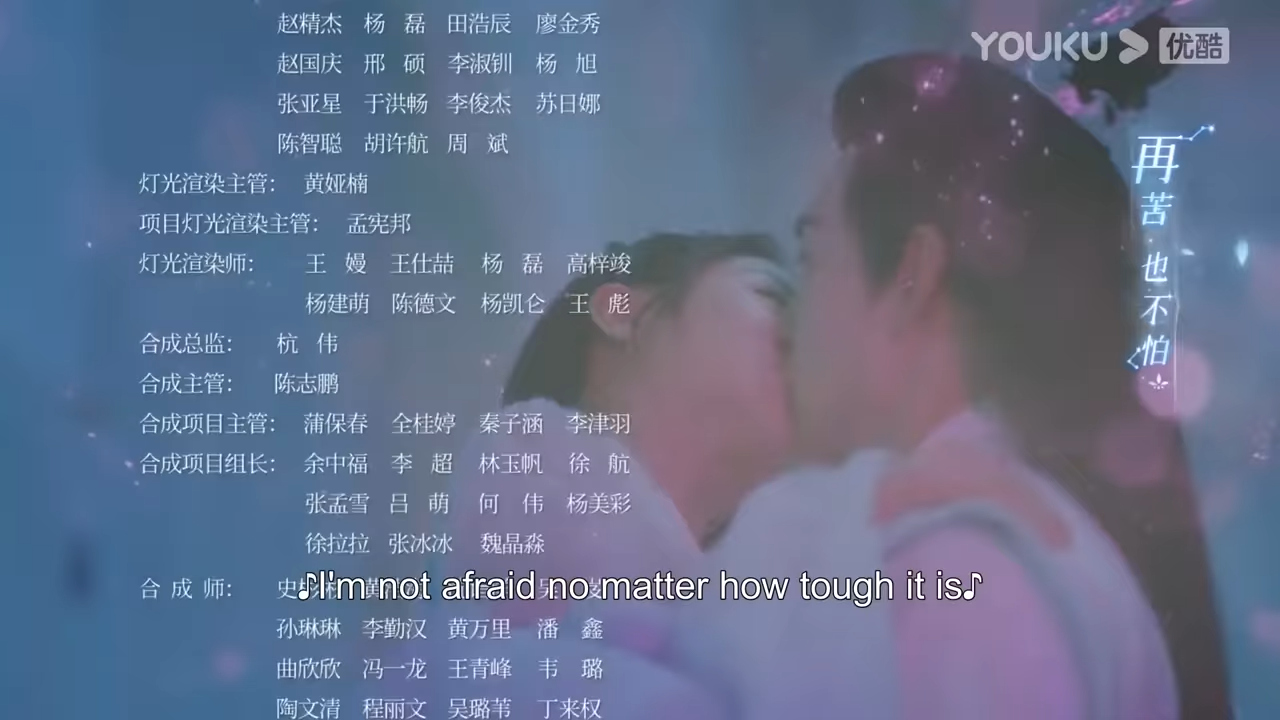 赵精杰 杨 磊 田浩辰 廖金秀
赵国庆 邢 硕 李淑钏 杨 旭
张亚星 于洪畅 李俊杰 苏日娜
陈智聪 胡许航 周 斌
灯光渲染主管： 黄娅楠
项目灯光渲染主管： 孟宪邦
灯光渲染师： 王 嫚 王仕喆 杨 磊 高梓竣
杨建萌 陈德文 杨凯仑 王 彪
合成总监： 杭 伟
合成主管： 陈志鹏
合成项目主管： 蒲保春 全桂婷 秦子涵 李津羽
合成项目组长： 余中福 李 超 林玉帆 徐 航
张孟雪 吕 萌 何 伟 杨美彩
徐拉拉 张冰冰 魏晶淼
合 成 师：
♪I'm not afraid no matter how tough it is♪
孙琳琳 李勤汉 黄万里 潘 鑫
曲欣欣 冯一龙 王青峰 韦 璐
陶文清 程丽文 吴璐苇 丁来权
YOUKU 优酷
再苦也不怕